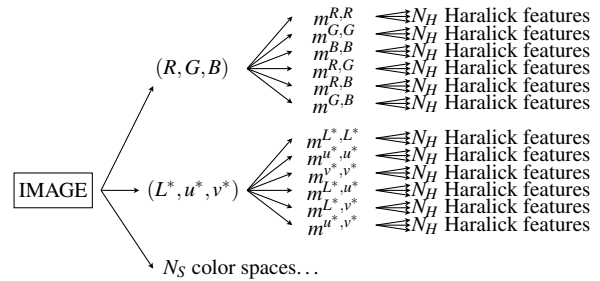 m^{R,R} N_H Haralick features
m^{G,G} N_H Haralick features
m^{B,B} N_H Haralick features
(R, G, B)
m^{R,G} N_H Haralick features
m^{R,B} N_H Haralick features
m^{G,B} N_H Haralick features
m^{L*,L*} N_H Haralick features
m^{u*,u*} N_H Haralick features
m^{v*,v*} N_H Haralick features
IMAGE
(L*, u*, v*)
m^{L*,u*} N_H Haralick features
m^{L*,v*} N_H Haralick features
m^{u*,v*} N_H Haralick features
N_S color spaces…